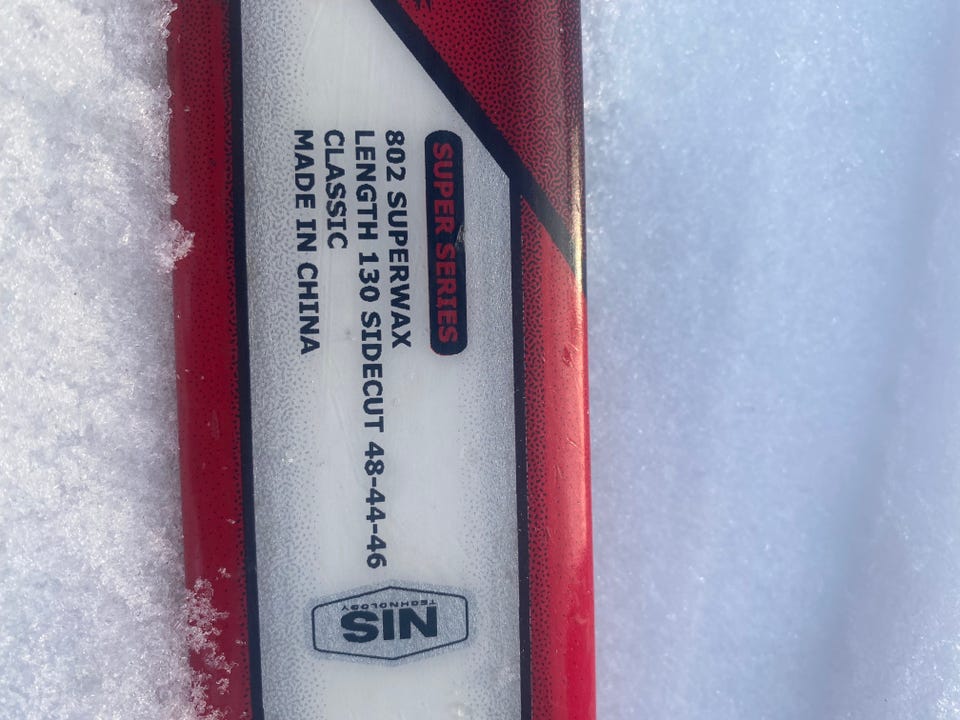 SUPER SERIES
802 SUPERWAX
LENGTH 130 SIDECUT 48-44-46
CLASSIC
MADE IN CHINA
NIS
TECHNOLOGY